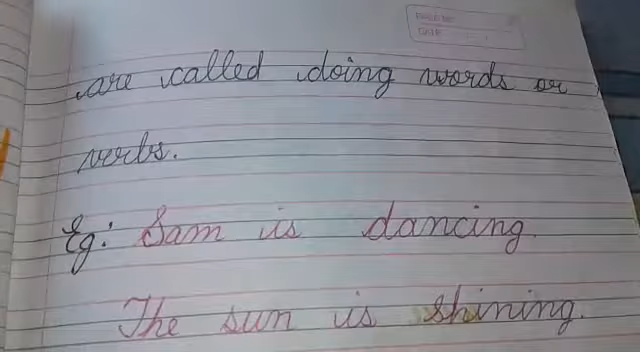 are called doing words or
verbs.
Eg: Sam is dancing.
The sun is shining.